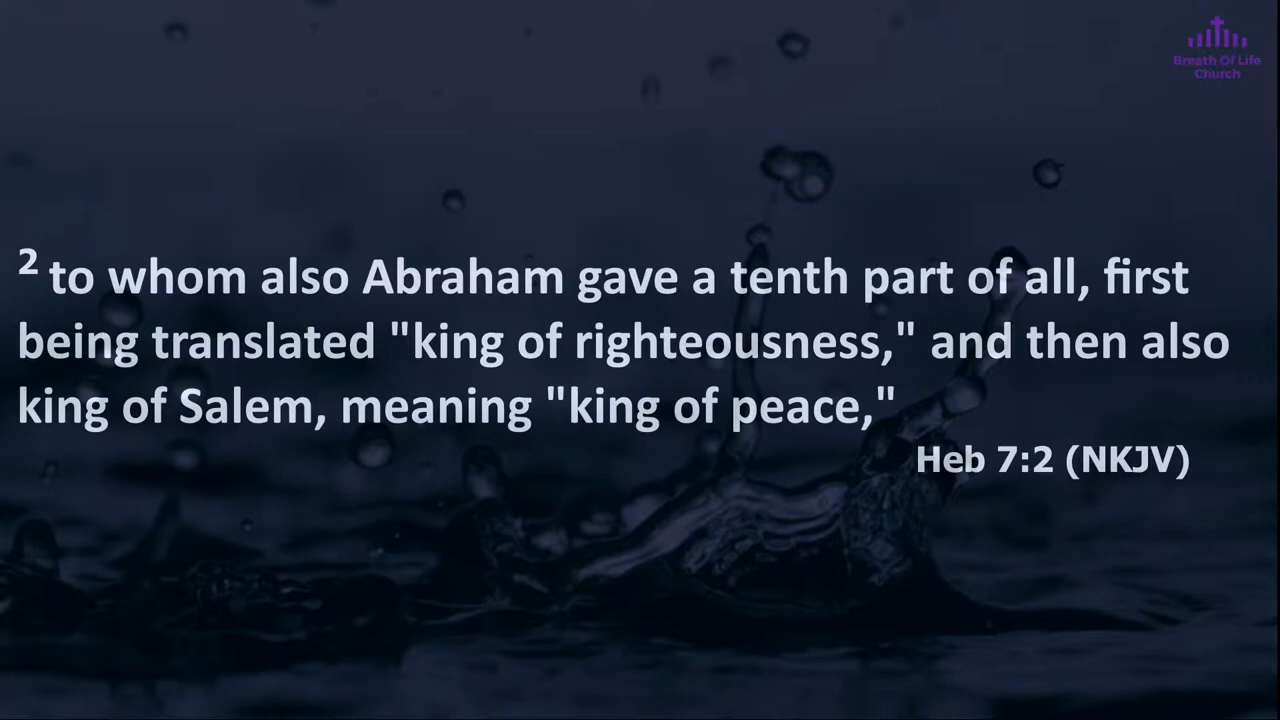 Breath Of Life
Church
2 to whom also Abraham gave a tenth part of all, first
being translated "king of righteousness," and then also
king of Salem, meaning "king of peace,"
Heb 7:2 (NKJV)